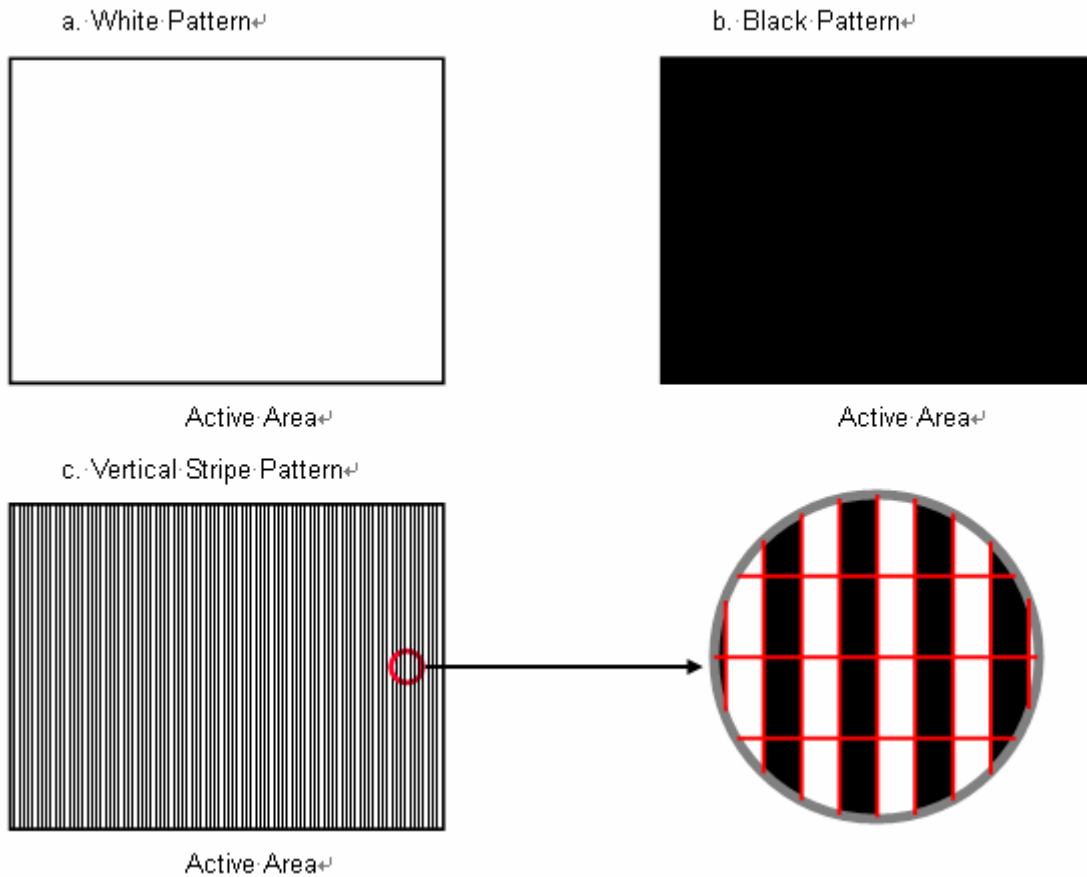 a. White Pattern↵
b. Black Pattern↵
Active Area↵
Active Area↵
c. Vertical Stripe Pattern↵
Active Area↵